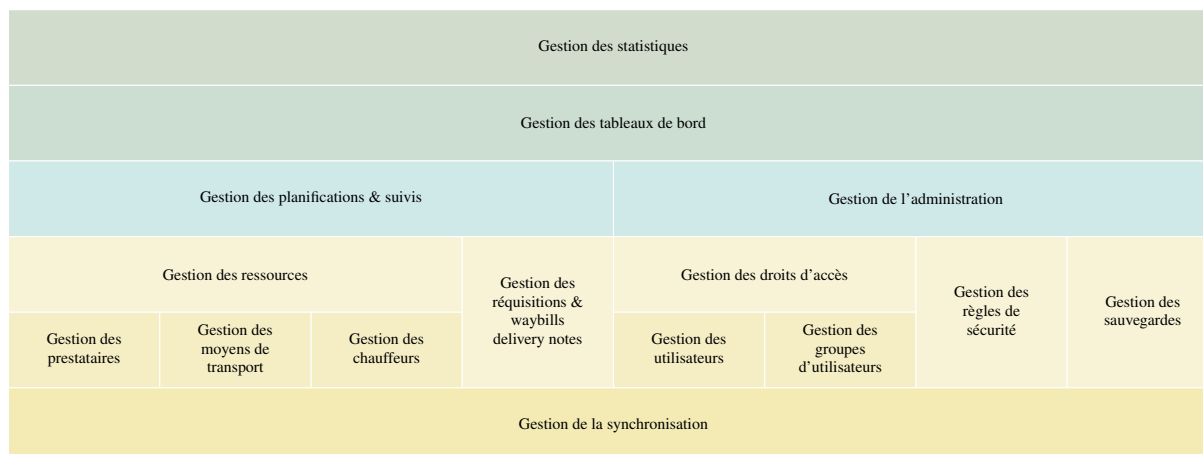 Gestion des statistiques
Gestion des tableaux de bord
Gestion des planifications & suivis
Gestion de l’administration
Gestion des ressources
Gestion des
réquisitions &
waybills
delivery notes
Gestion des droits d’accès
Gestion des
règles de
sécurité
Gestion des
sauvegardes
Gestion des
prestataires
Gestion des
moyens de
transport
Gestion des
chauffeurs
Gestion des
utilisateurs
Gestion des
groupes
d’utilisateurs
Gestion de la synchronisation